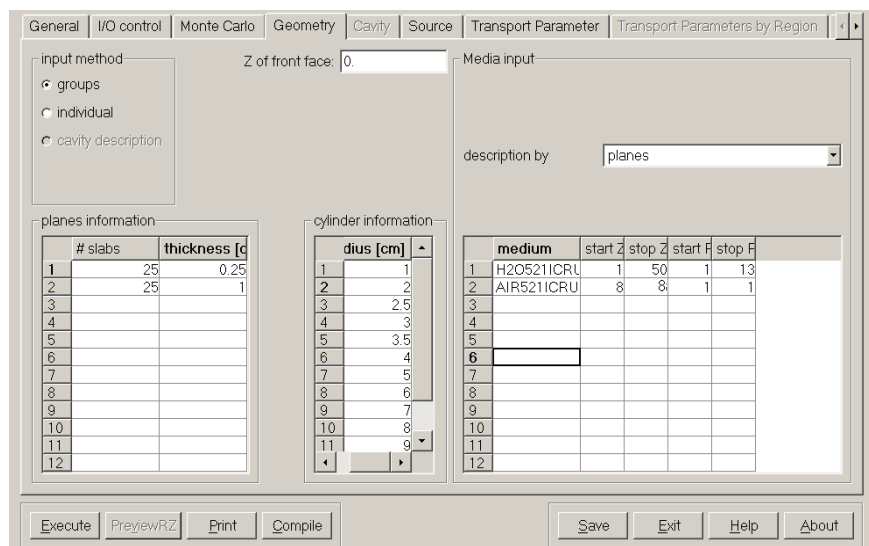 General I/O control Monte Carlo Geometry Cavity Source Transport Parameter Transport Parameters by Region
input method
groups
individual
cavity description
Z of front face: 0.
Media input
description by planes
planes information
# slabs thickness [c
1 25 0.25
2 25 1
3
4
5
6
7
8
9
10
11
12
cylinder information
dius [cm]
1 1
2 2
3 2.5
4 3
5 3.5
6 4
7 5
8 6
9 7
10 8
11 9
medium start Z stop Z start F stop F
1 H2O521ICRU 1 50 1 13
2 AIR521ICRU 8 8 1 1
3
4
5
6
7
8
9
10
11
12
Execute PreviewRZ Print Compile Save Exit Help About